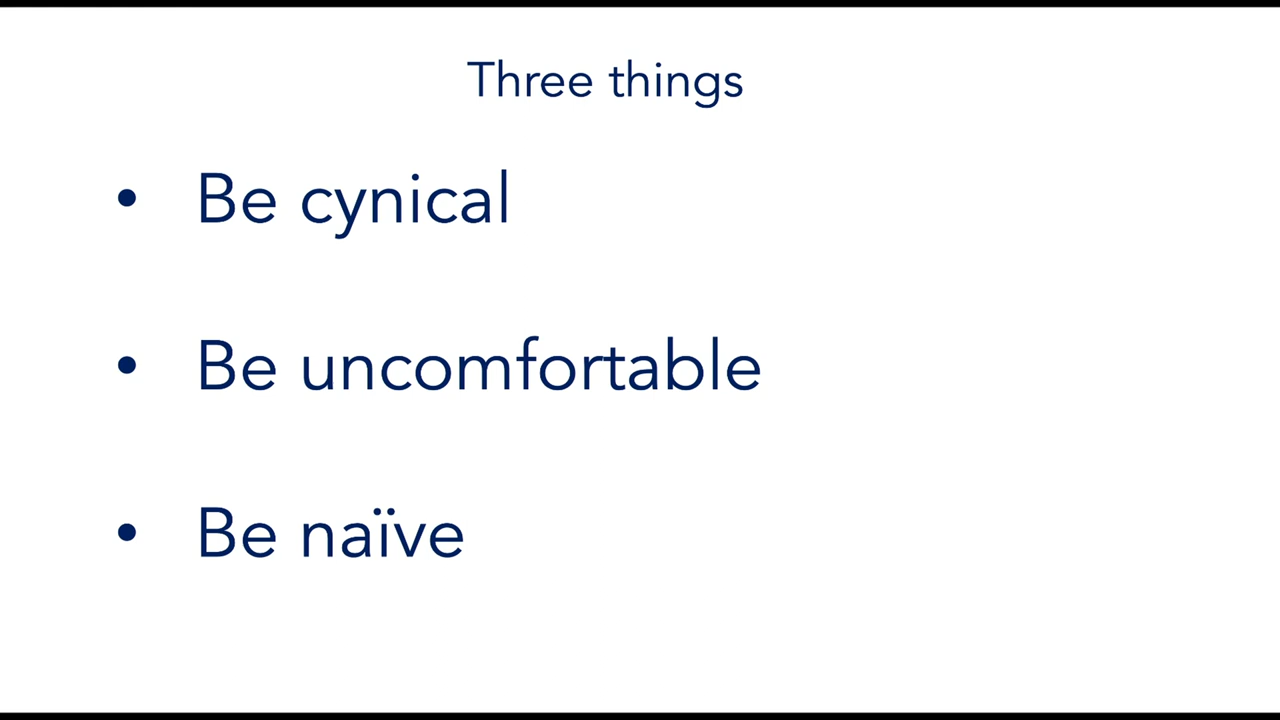 Three things
• Be cynical
• Be uncomfortable
• Be naïve